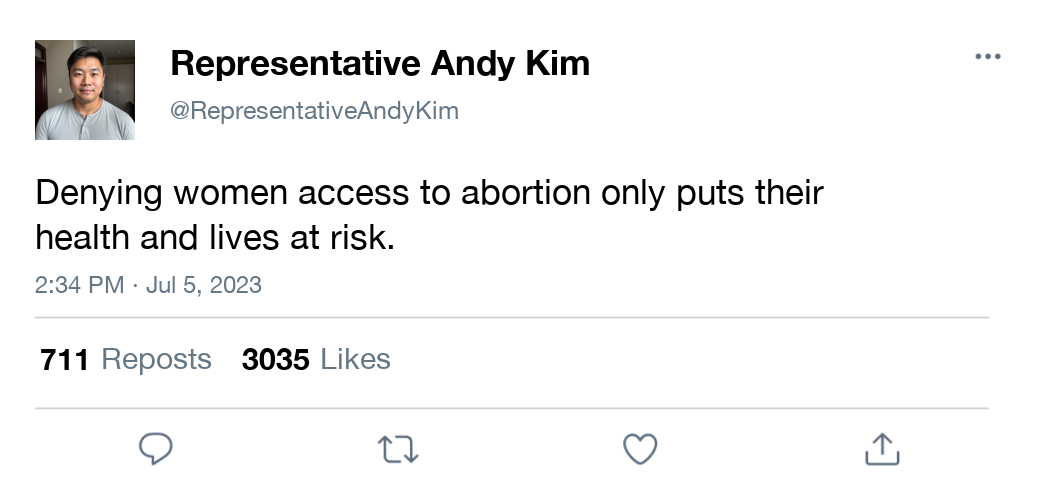 Representative Andy Kim
@RepresentativeAndyKim
Denying women access to abortion only puts their
health and lives at risk.
2:34 PM · Jul 5, 2023
711 Reposts 3035 Likes